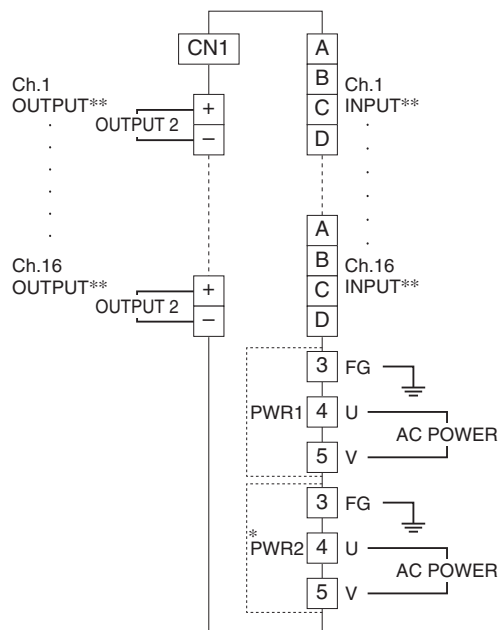 CN1
A
B
C
D
Ch.1
OUTPUT**
OUTPUT 2
+
−
Ch.1
INPUT**
A
B
C
D
Ch.16
OUTPUT**
OUTPUT 2
+
−
Ch.16
INPUT**
PWR1
3 FG
4 U
5 V
AC POWER
*PWR2
3 FG
4 U
5 V
AC POWER